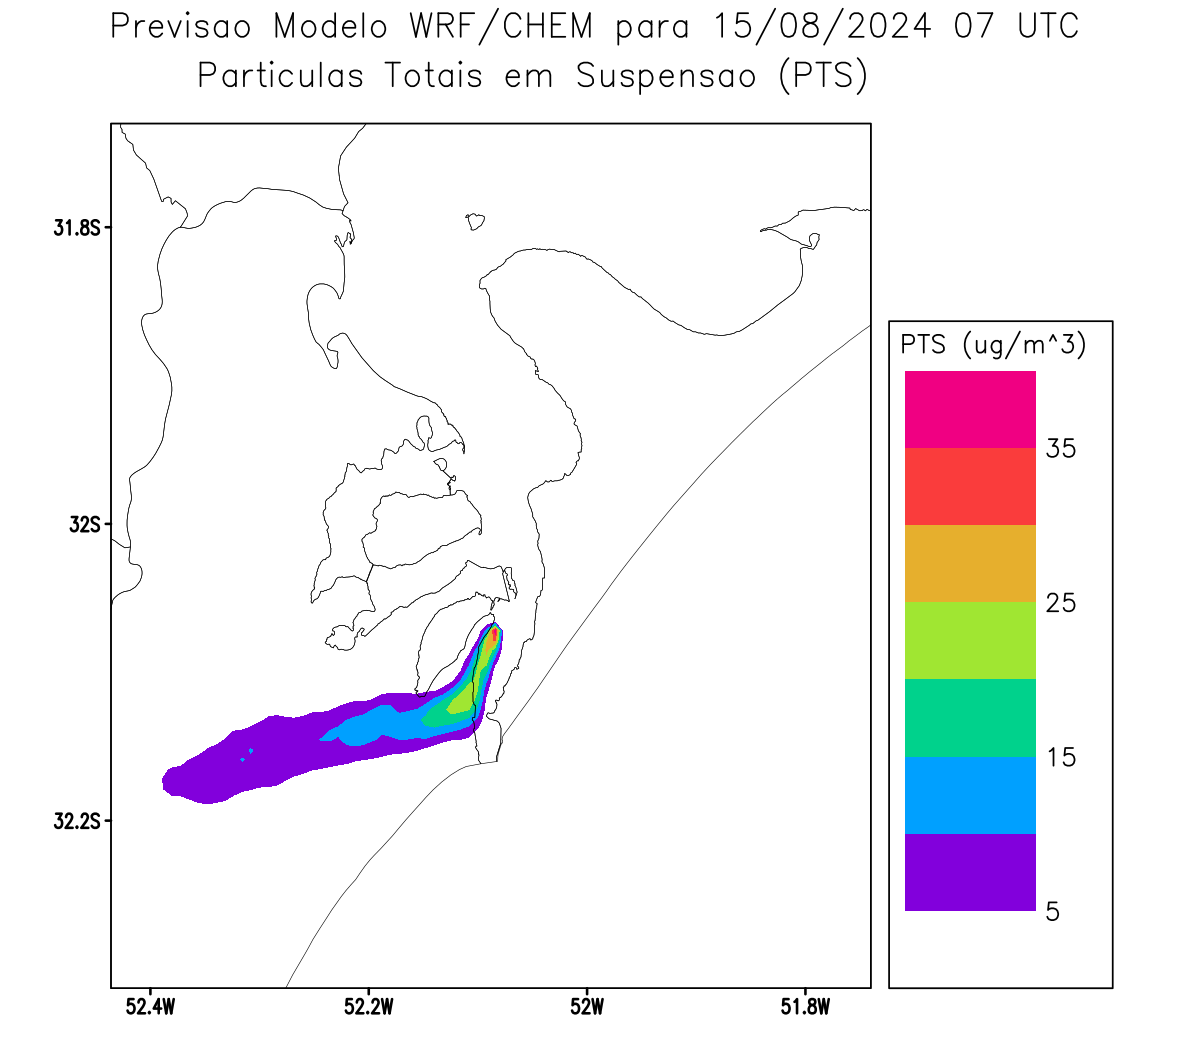 Previsao Modelo WRF/CHEM para 15/08/2024 07 UTC
Particulas Totais em Suspensao (PTS)
31.8S
32S
32.2S
52.4W
52.2W
52W
51.8W
PTS (ug/m^3)
35
25
15
5